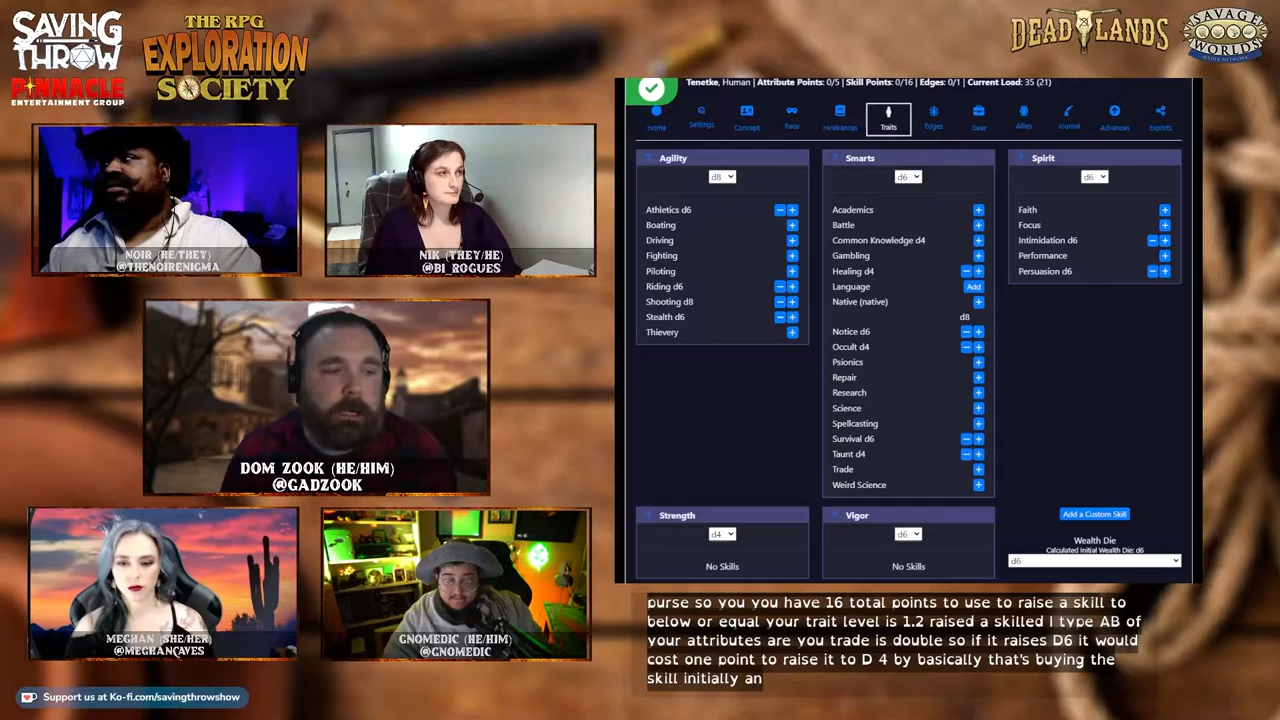 SAVING
THROW
PINNACLE
ENTERTAINMENT GROUP
THE RPG
EXPLORATION
SOCIETY
DEADLANDS
SAVAGE
WORLDS
MEDIA NETWORK
NOIR (HE/THEY)
@THENOIRENIGMA
NIK (THEY/HE)
@BI_ROGUES
DOM ZOOK (HE/HIM)
@GADZOOK
MEGHAN (SHE/HER)
@MEGHANCAVES
GNOMEDIC (HE/HIM)
@GNOMEDIC
Support us at Ko-fi.com/savingthrowshow
Tenetke, Human | Attribute Points: 0/5 | Skill Points: 0/16 | Edges: 0/1 | Current Load: 35 (21)
Home Settings Concept Race Hindrances Traits Edges Gear Allies Journal Advances Exports
? Agility
d8
Athletics d6 − +
Boating +
Driving +
Fighting +
Piloting +
Riding d6 − +
Shooting d8 − +
Stealth d6 − +
Thievery +
? Smarts
d6
Academics +
Battle +
Common Knowledge d4 +
Gambling +
Healing d4 − +
Language Add
Native (native) +
d8
Notice d6 − +
Occult d4 − +
Psionics +
Repair +
Research +
Science +
Spellcasting +
Survival d6 − +
Taunt d4 − +
Trade +
Weird Science +
? Spirit
d6
Faith +
Focus +
Intimidation d6 − +
Performance +
Persuasion d6 − +
? Strength
d4
No Skills
? Vigor
d6
No Skills
Add a Custom Skill
Wealth Die
Calculated Initial Wealth Die: d6
d6
purse so you you have 16 total points to use to raise a skill to
below or equal your trait level is 1.2 raised a skilled I type AB of
your attributes are you trade is double so if it raises D6 it would
cost one point to raise it to D 4 by basically that's buying the
skill initially an